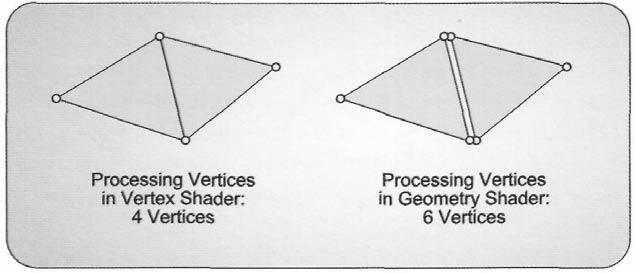 Processing Vertices
in Vertex Shader:
4 Vertices
Processing Vertices
in Geometry Shader:
6 Vertices